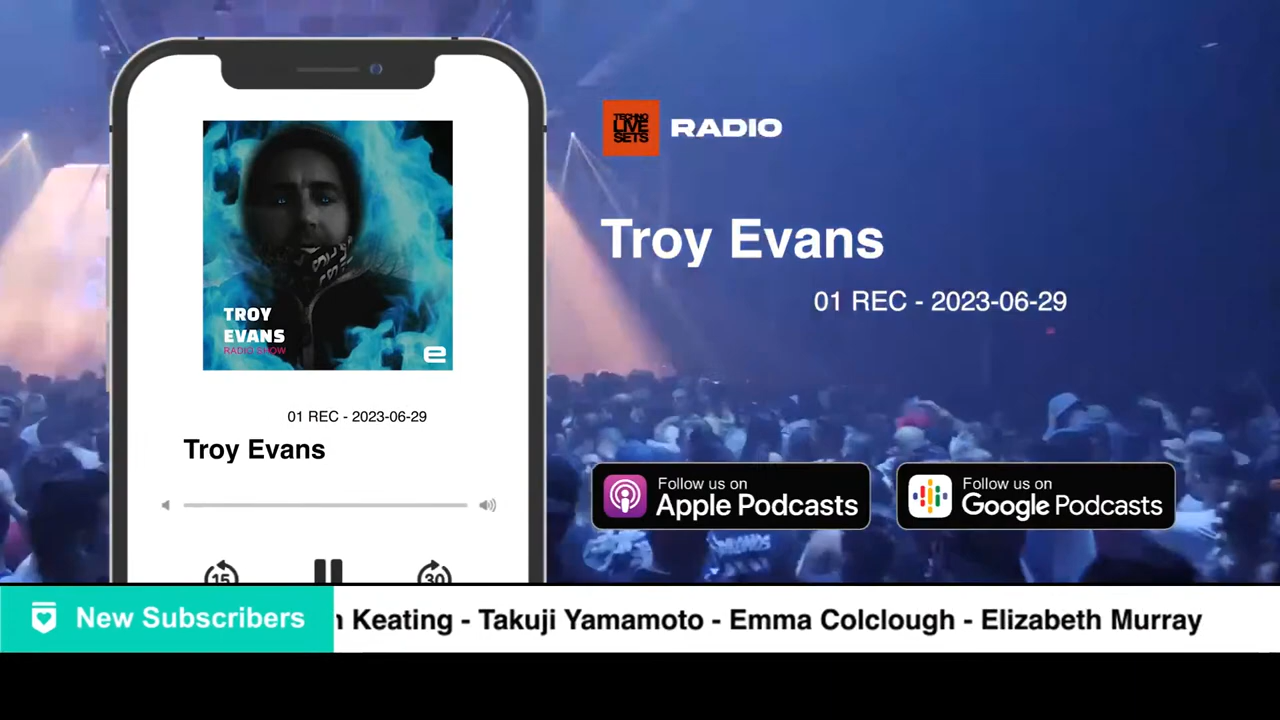 TECHNO
LIVE
SETS
RADIO
Troy Evans
01 REC - 2023-06-29
TROY
EVANS
RADIO SHOW
e
01 REC - 2023-06-29
Troy Evans
15
30
Follow us on
Apple Podcasts
Follow us on
Google Podcasts
New Subscribers
Keating - Takuji Yamamoto - Emma Colclough - Elizabeth Murray